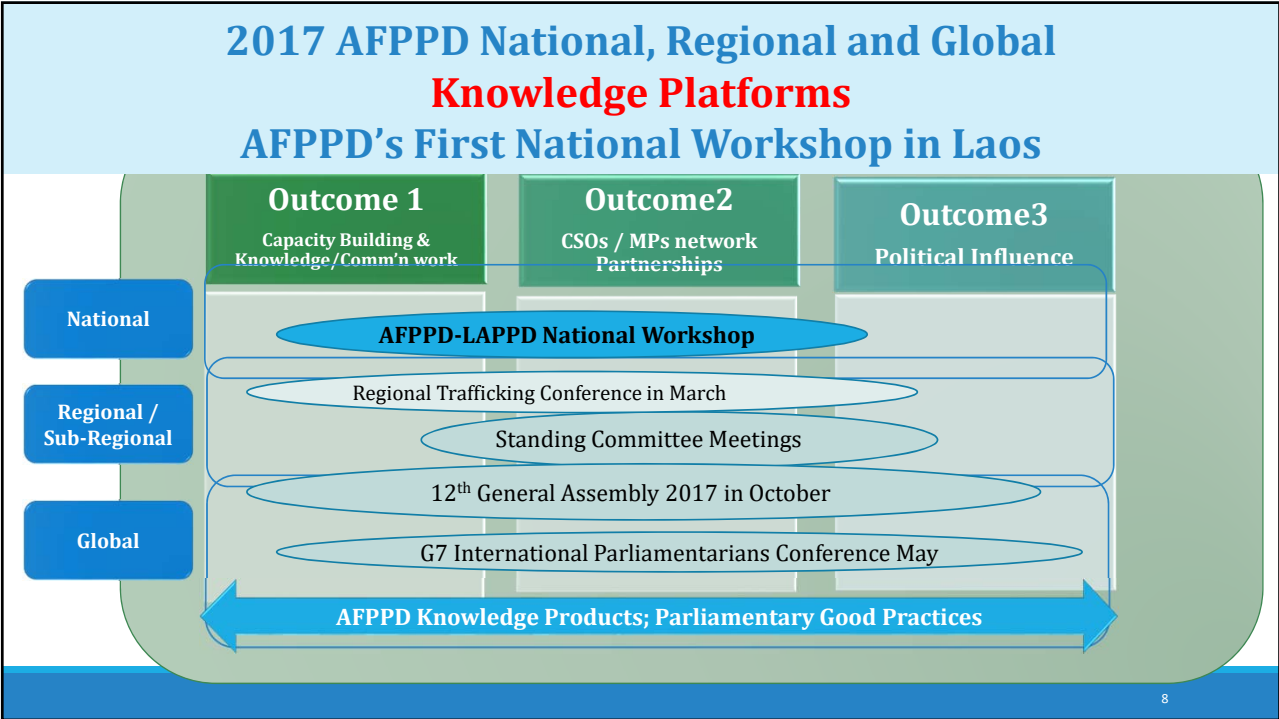 2017 AFPPD National, Regional and Global
Knowledge Platforms
AFPPD's First National Workshop in Laos
Outcome 1
Capacity Building &
Knowledge/Comm'n work
Outcome2
CSOs / MPs network
Partnerships
Outcome3
Political Influence
National
AFPPD-LAPPD National Workshop
Regional /
Sub-Regional
Regional Trafficking Conference in March
Standing Committee Meetings
12th General Assembly 2017 in October
Global
G7 International Parliamentarians Conference May
AFPPD Knowledge Products; Parliamentary Good Practices
8